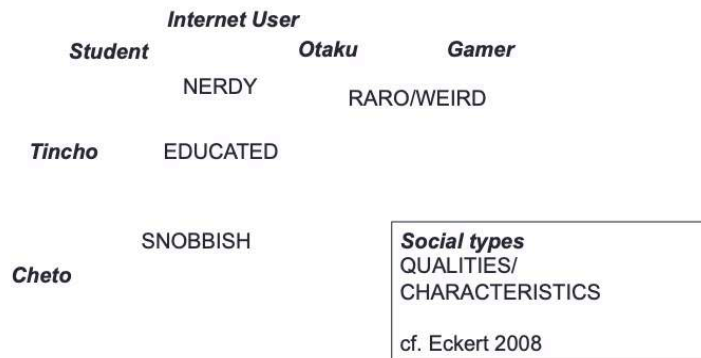 Internet User
Student Otaku Gamer
NERDY
RARO/WEIRD
Tincho EDUCATED
SNOBBISH
Cheto
Social types
QUALITIES/
CHARACTERISTICS
cf. Eckert 2008